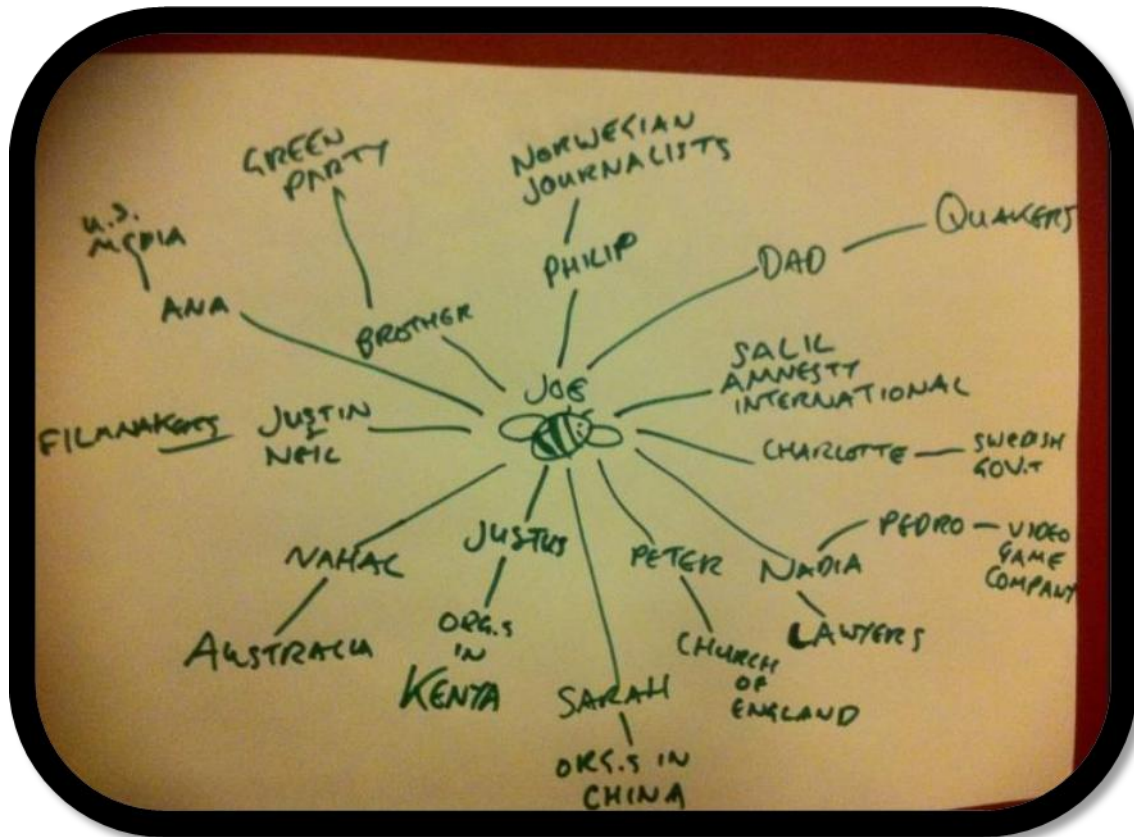 GREEN
PARTY
NORWEGIAN
JOURNALISTS
QUAKERS
U.S.
MEDIA
ANA
BROTHER
PHILIP
DAD
JOE
SALIL
AMNESTY
INTERNATIONAL
FILMMAKERS
JUSTIN
&
NEIL
CHARLOTTE
SWEDISH
GOV.T
NAHAL
JUSTUS
PETER
NADIA
PEDRO
VIDEO
GAME
COMPANY
AUSTRALIA
ORG.S
IN
KENYA
SARAH
ORG.S IN
CHINA
CHURCH
OF
ENGLAND
LAWYERS